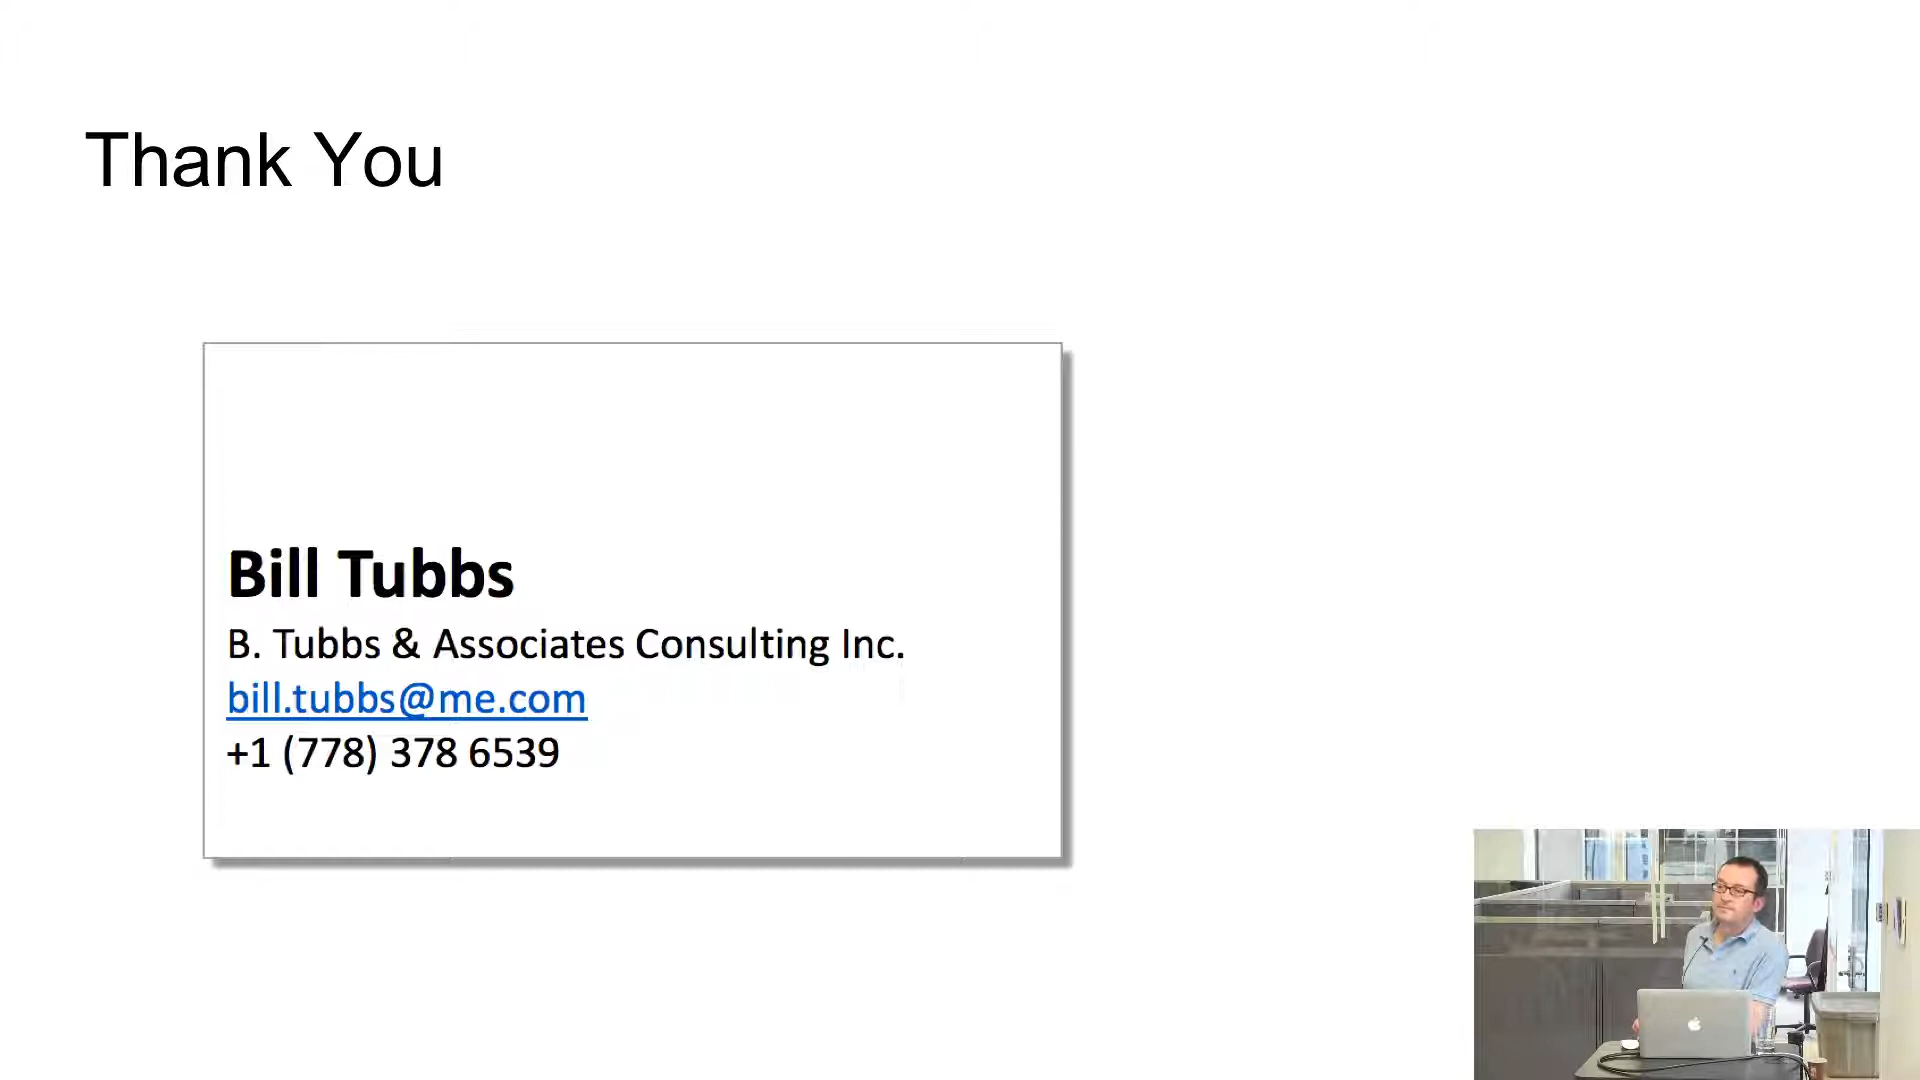 Thank You
Bill Tubbs
B. Tubbs & Associates Consulting Inc.
bill.tubbs@me.com
+1 (778) 378 6539